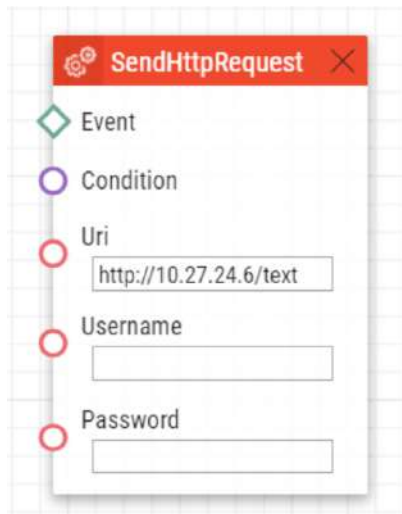 SendHttpRequest
Event
Condition
Uri
http://10.27.24.6/text
Username
Password